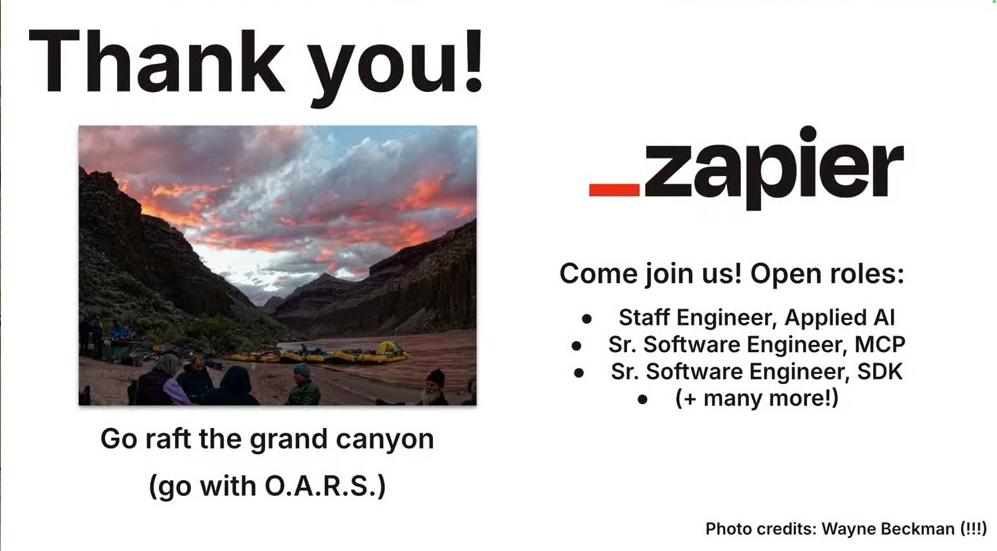 Thank you!
_zapier
Come join us! Open roles:
● Staff Engineer, Applied AI
● Sr. Software Engineer, MCP
● Sr. Software Engineer, SDK
● (+ many more!)
Go raft the grand canyon
(go with O.A.R.S.)
Photo credits: Wayne Beckman (!!!)